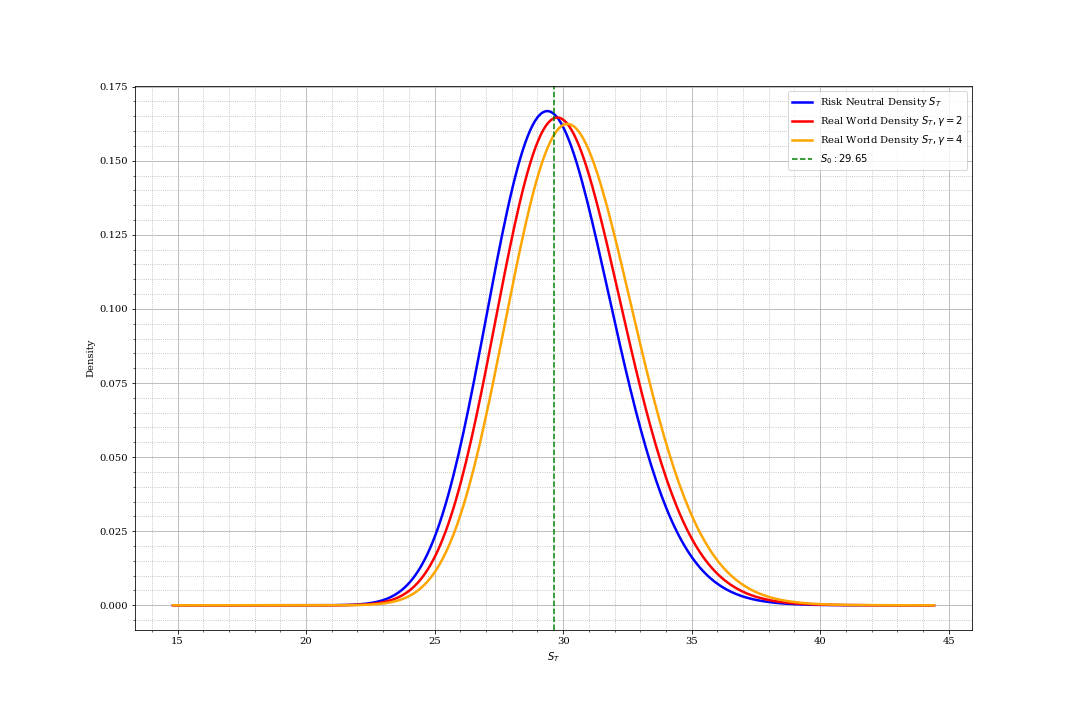 0.175
0.150
0.125
0.100
0.075
0.050
0.025
0.000
Density
15 20 25 30 35 40 45
S_T
Risk Neutral Density S_T
Real World Density S_T, γ = 2
Real World Density S_T, γ = 4
S_0 : 29.65